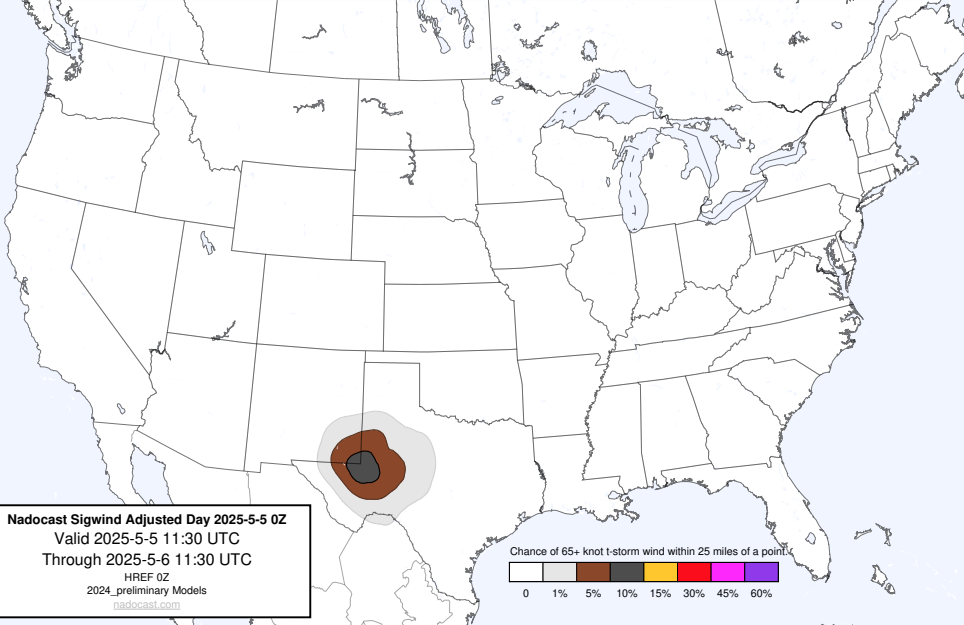 Nadocast Sigwind Adjusted Day 2025-5-5 0Z
Valid 2025-5-5 11:30 UTC
Through 2025-5-6 11:30 UTC
HREF 0Z
2024_preliminary Models
nadocast.com
Chance of 65+ knot t-storm wind within 25 miles of a point.
0 1% 5% 10% 15% 30% 45% 60%